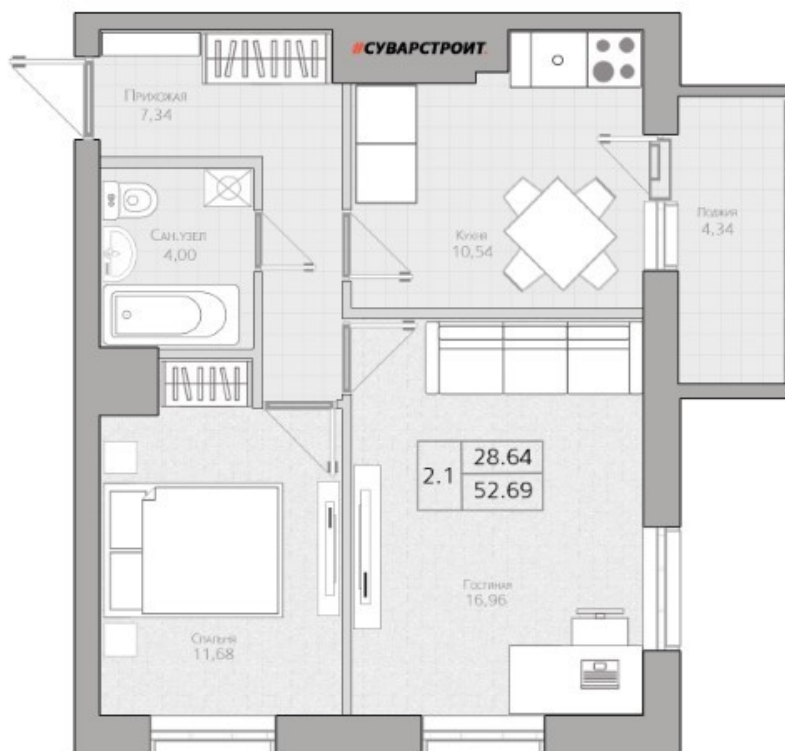 #СУВАРСТРОИТ.
Прихожая
7,34
Сан.узел
4,00
Кухня
10,54
Лоджия
4,34
2.1
28.64
52.69
Гостиная
16,96
Спальня
11,68